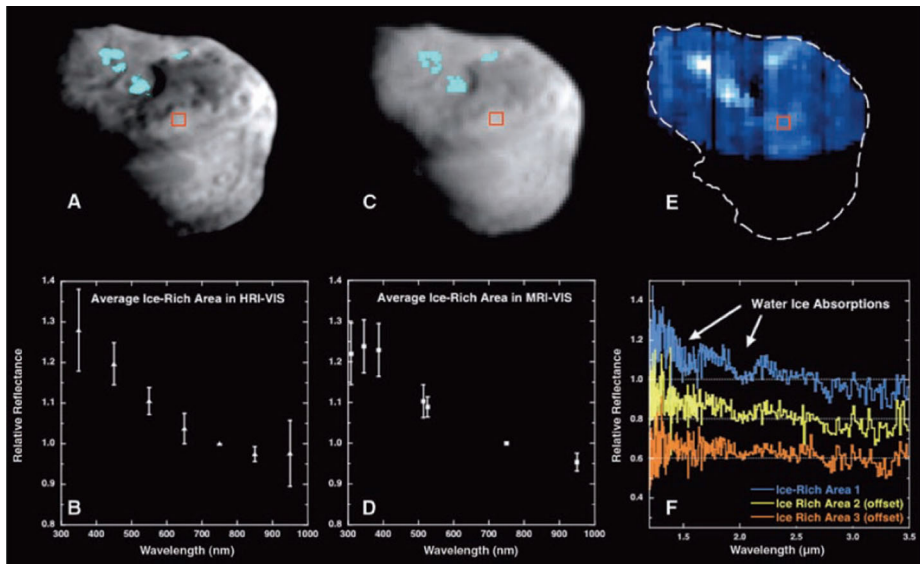 A
C
E
1.4
1.3
1.2
1.1
1.0
0.9
0.8
Relative Reflectance
Average Ice-Rich Area in HRI-VIS
B
300 400 500 600 700 800 900 1000
Wavelength (nm)
1.4
1.3
1.2
1.1
1.0
0.9
0.8
Relative Reflectance
Average Ice-Rich Area in MRI-VIS
D
300 400 500 600 700 800 900 1000
Wavelength (nm)
1.4
1.2
1.0
0.8
0.6
0.4
Relative Reflectance
Water Ice Absorptions
Ice-Rich Area 1
Ice Rich Area 2 (offset)
Ice Rich Area 3 (offset)
F
1.5 2.0 2.5 3.0 3.5
Wavelength (µm)